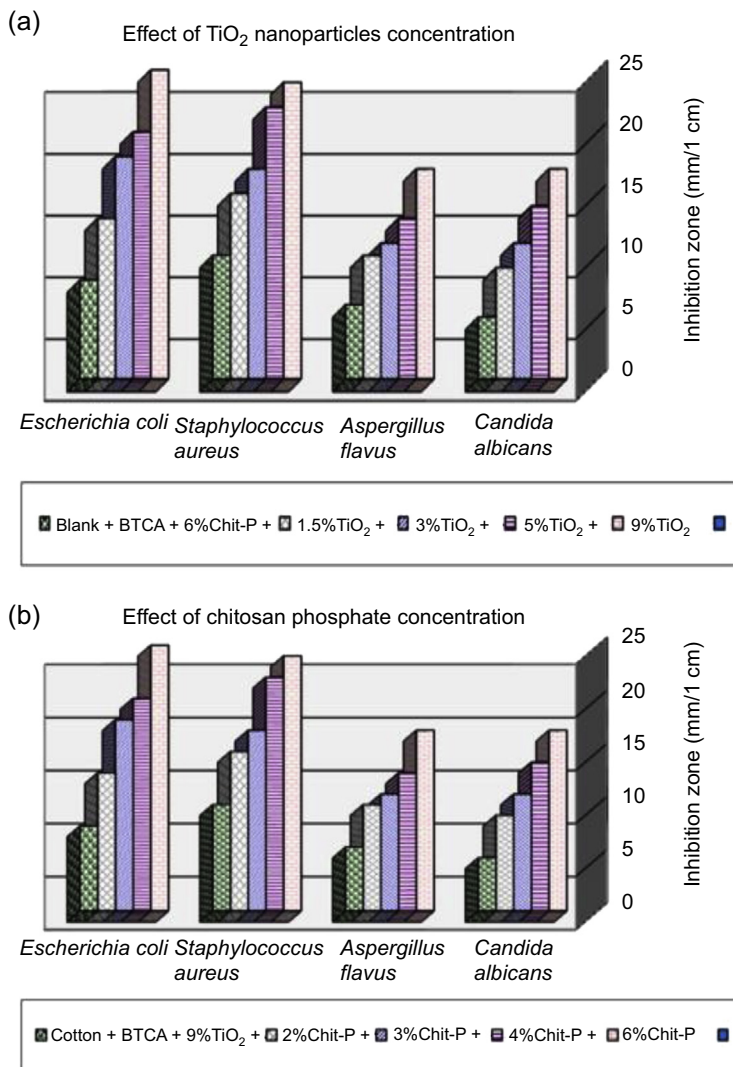 (a)
Effect of TiO₂ nanoparticles concentration
25
20
15
10
5
0
Inhibition zone (mm/1 cm)
Escherichia coli
Staphylococcus
aureus
Aspergillus
flavus
Candida
albicans
Blank + BTCA + 6%Chit-P + 1.5%TiO₂ + 3%TiO₂ + 5%TiO₂ + 9%TiO₂
(b)
Effect of chitosan phosphate concentration
25
20
15
10
5
0
Inhibition zone (mm/1 cm)
Escherichia coli
Staphylococcus
aureus
Aspergillus
flavus
Candida
albicans
Cotton + BTCA + 9%TiO₂ + 2%Chit-P + 3%Chit-P + 4%Chit-P + 6%Chit-P